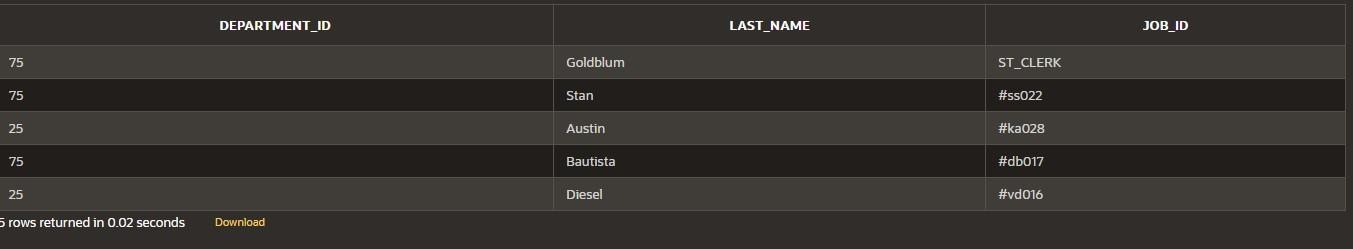 DEPARTMENT_ID LAST_NAME JOB_ID
75 Goldblum ST_CLERK
75 Stan #ss022
25 Austin #ka028
75 Bautista #db017
25 Diesel #vd016
5 rows returned in 0.02 seconds Download